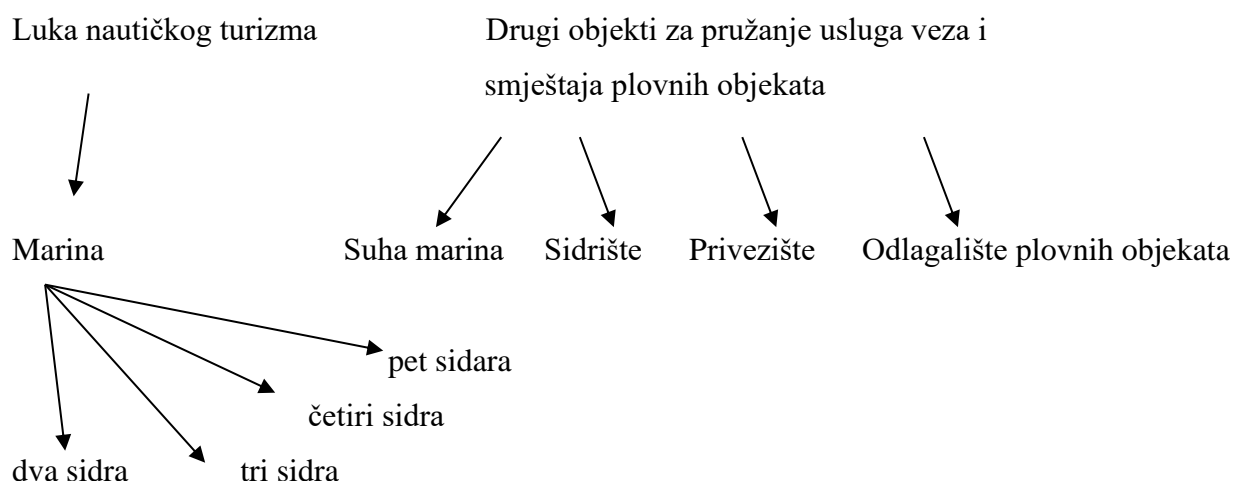 Luka nautičkog turizma
Drugi objekti za pružanje usluga veza i
smještaja plovnih objekata
Marina
Suha marina
Sidrište
Privezište
Odlagalište plovnih objekata
pet sidara
četiri sidra
dva sidra
tri sidra